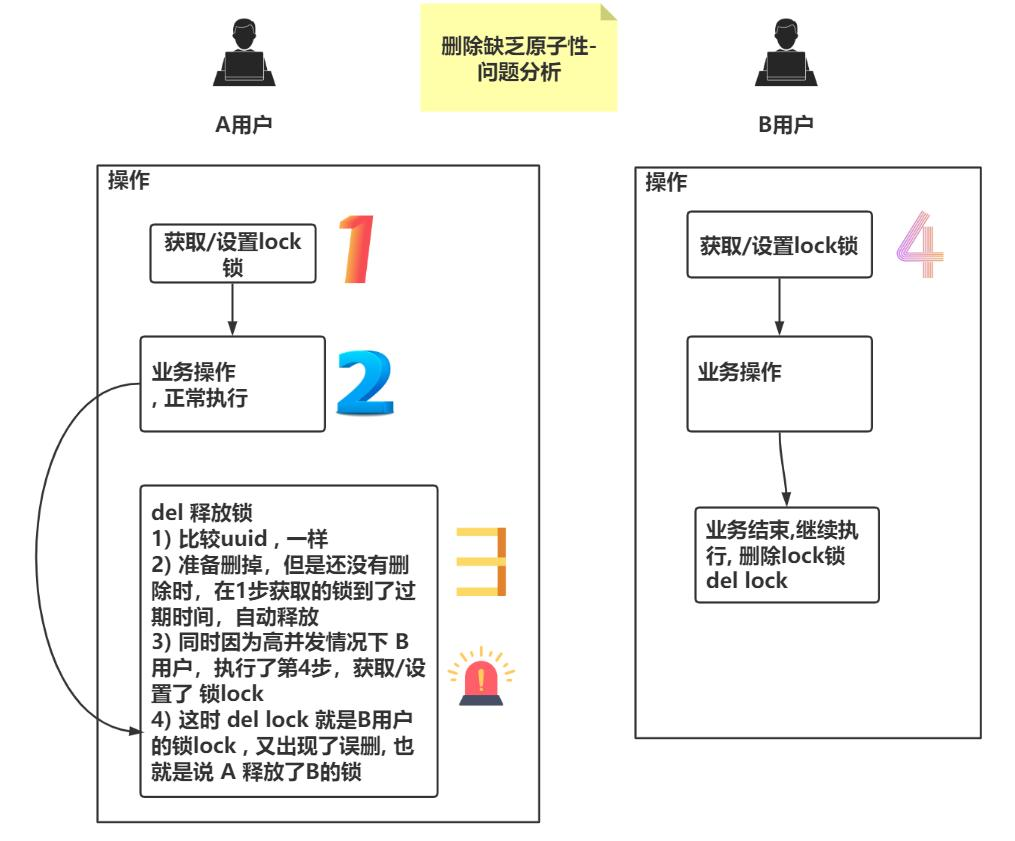 删除缺乏原子性-
问题分析
A用户
B用户
操作
获取/设置lock
锁
1
业务操作
, 正常执行
2
del 释放锁
1) 比较uuid , 一样
2) 准备删掉，但是还没有删
除时，在1步获取的锁到了过
期时间，自动释放
3) 同时因为高并发情况下 B
用户，执行了第4步，获取/设
置了 锁lock
4) 这时 del lock 就是B用户
的锁lock , 又出现了误删, 也
就是说 A 释放了B的锁
3
操作
获取/设置lock锁
4
业务操作
业务结束,继续执
行, 删除lock锁
del lock